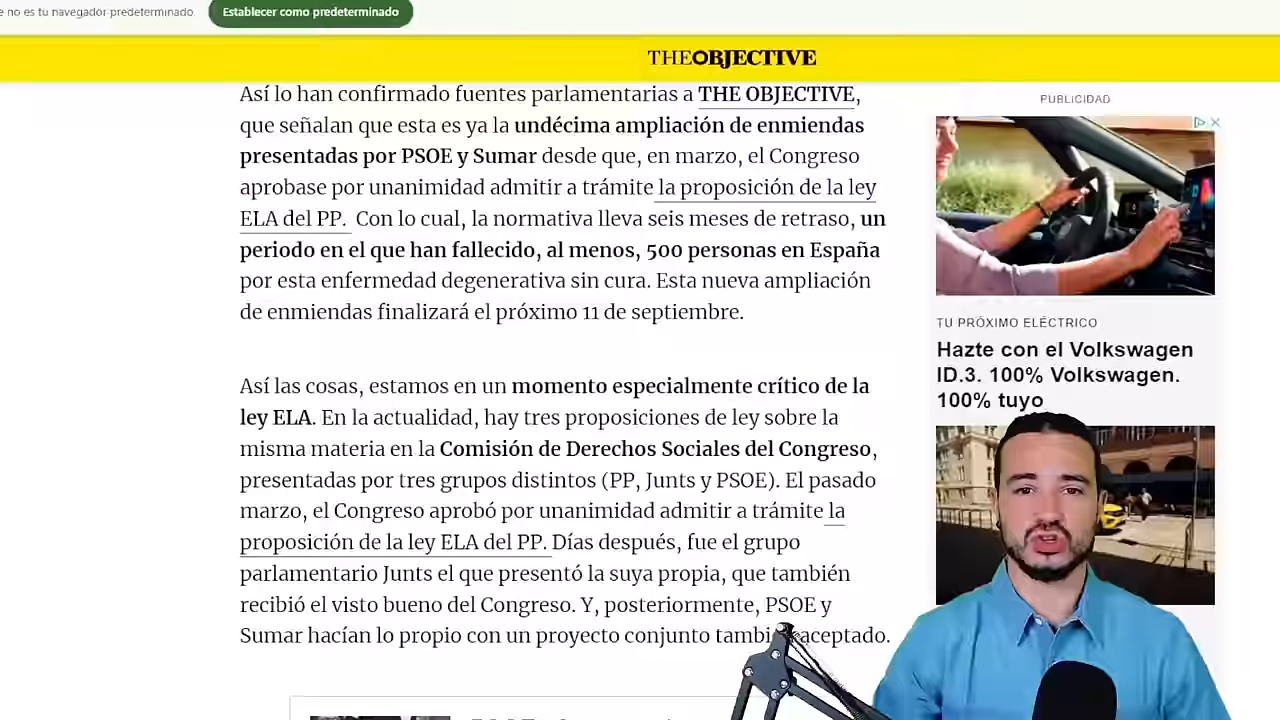 e no es tu navegador predeterminado
Establecer como predeterminado
THE OBJECTIVE
Así lo han confirmado fuentes parlamentarias a THE OBJECTIVE,
que señalan que esta es ya la undécima ampliación de enmiendas
presentadas por PSOE y Sumar desde que, en marzo, el Congreso
aprobase por unanimidad admitir a trámite la proposición de la ley
ELA del PP. Con lo cual, la normativa lleva seis meses de retraso, un
periodo en el que han fallecido, al menos, 500 personas en España
por esta enfermedad degenerativa sin cura. Esta nueva ampliación
de enmiendas finalizará el próximo 11 de septiembre.
Así las cosas, estamos en un momento especialmente crítico de la
ley ELA. En la actualidad, hay tres proposiciones de ley sobre la
misma materia en la Comisión de Derechos Sociales del Congreso,
presentadas por tres grupos distintos (PP, Junts y PSOE). El pasado
marzo, el Congreso aprobó por unanimidad admitir a trámite la
proposición de la ley ELA del PP. Días después, fue el grupo
parlamentario Junts el que presentó la suya propia, que también
recibió el visto bueno del Congreso. Y, posteriormente, PSOE y
Sumar hacían lo propio con un proyecto conjunto aceptado.
PUBLICIDAD
TU PRÓXIMO ELÉCTRICO
Hazte con el Volkswagen
ID.3. 100% Volkswagen.
100% tuyo